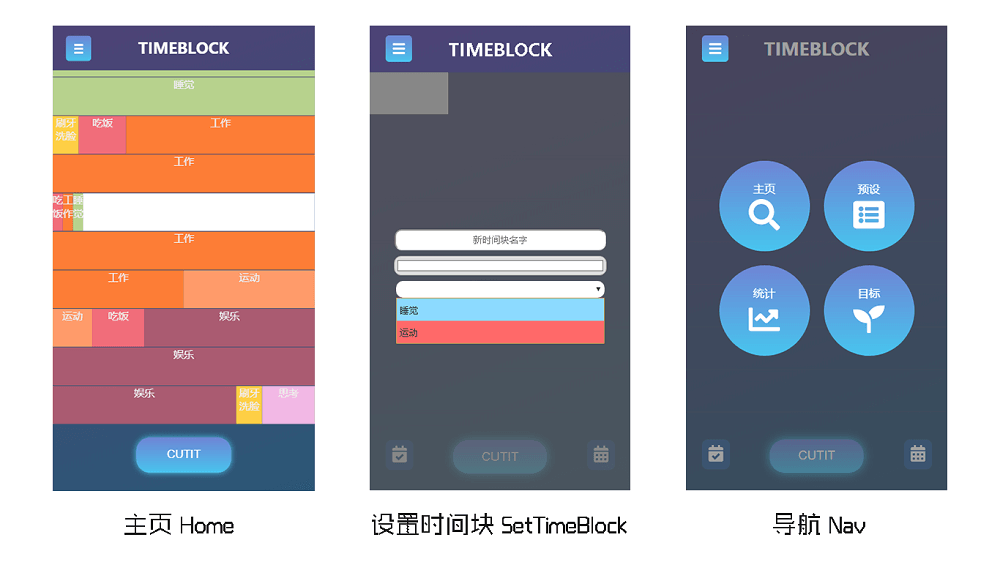 TIMEBLOCK
睡觉
刷牙
洗脸
吃饭
工作
工作
吃饭
工作
睡觉
工作
工作
运动
运动
吃饭
娱乐
娱乐
娱乐
刷牙
洗脸
思考
CUTIT
主页 Home
TIMEBLOCK
新时间块名字
睡觉
运动
CUTIT
设置时间块 SetTimeBlock
TIMEBLOCK
主页
预设
统计
目标
CUTIT
导航 Nav